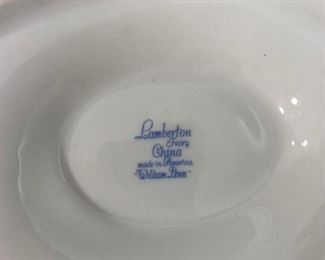 Lamberton
Ivory
China
made in America
"William Penn"